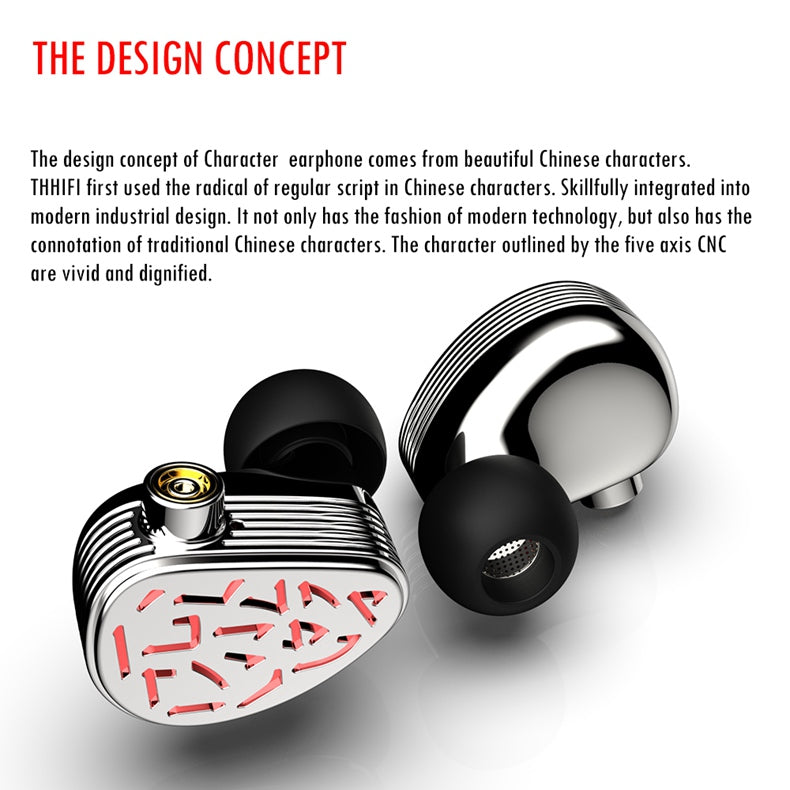 THE DESIGN CONCEPT
The design concept of Character earphone comes from beautiful Chinese characters.
THHIFI first used the radical of regular script in Chinese characters. Skillfully integrated into
modern industrial design. It not only has the fashion of modern technology, but also has the
connotation of traditional Chinese characters. The character outlined by the five axis CNC
are vivid and dignified.